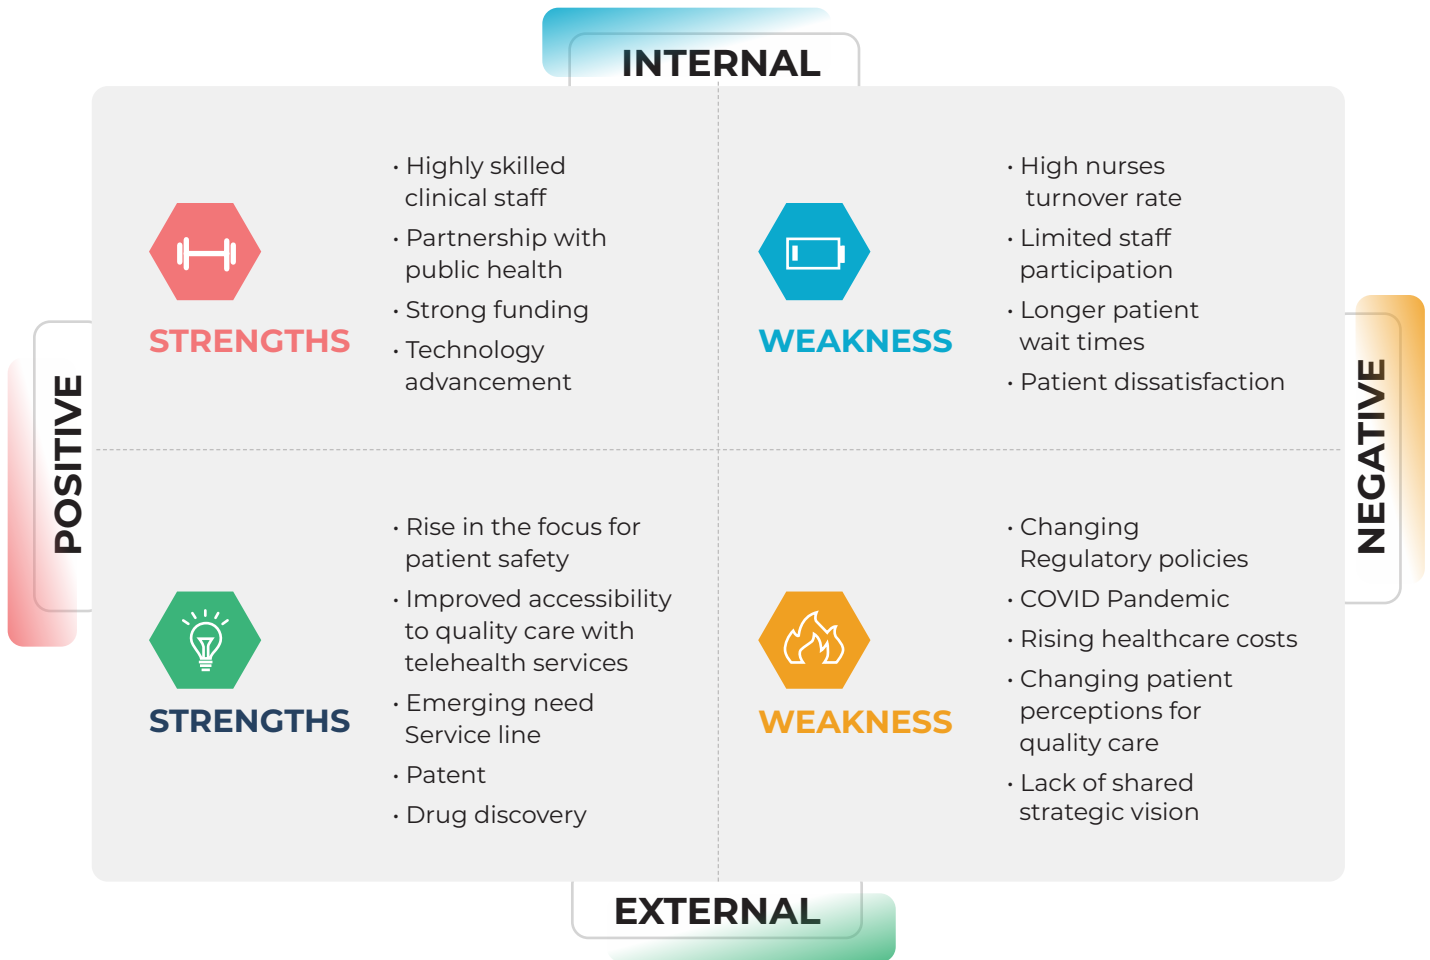 INTERNAL
POSITIVE
STRENGTHS
· Highly skilled
clinical staff
· Partnership with
public health
· Strong funding
· Technology
advancement
WEAKNESS
· High nurses
turnover rate
· Limited staff
participation
· Longer patient
wait times
· Patient dissatisfaction
NEGATIVE
STRENGTHS
· Rise in the focus for
patient safety
· Improved accessibility
to quality care with
telehealth services
· Emerging need
Service line
· Patent
· Drug discovery
WEAKNESS
· Changing
Regulatory policies
· COVID Pandemic
· Rising healthcare costs
· Changing patient
perceptions for
quality care
· Lack of shared
strategic vision
EXTERNAL